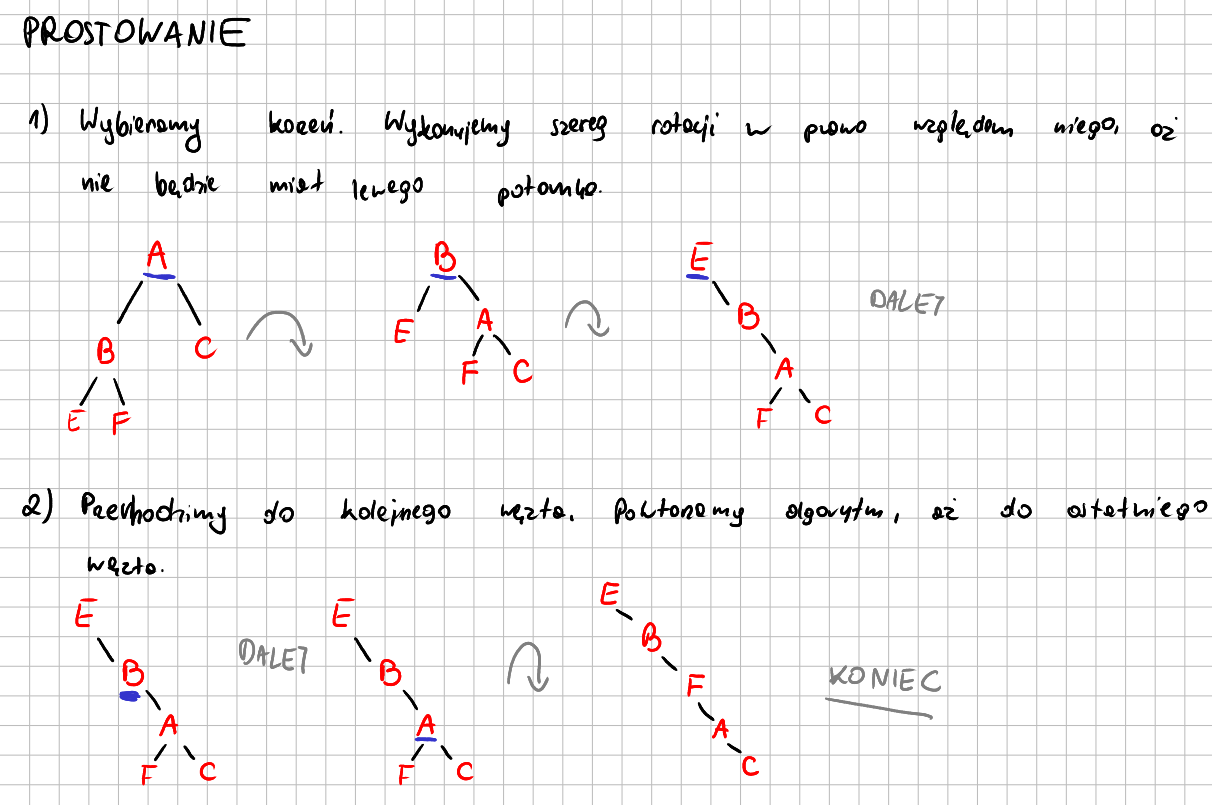 PROSTOWANIE
1) Wybieramy korzeń. Wykonujemy szereg rotacji w prawo względem niego, aż
nie będzie miał lewego potomka.
A
B C
E F
B
E A
F C
E
B
A
F C
DALEJ
2) Przechodzimy do kolejnego węzła. Powtarzamy algorytm, aż do ostatniego
węzła.
E
B
A
F C
DALEJ
E
B
A
F C
E
B
F
A
C
KONIEC